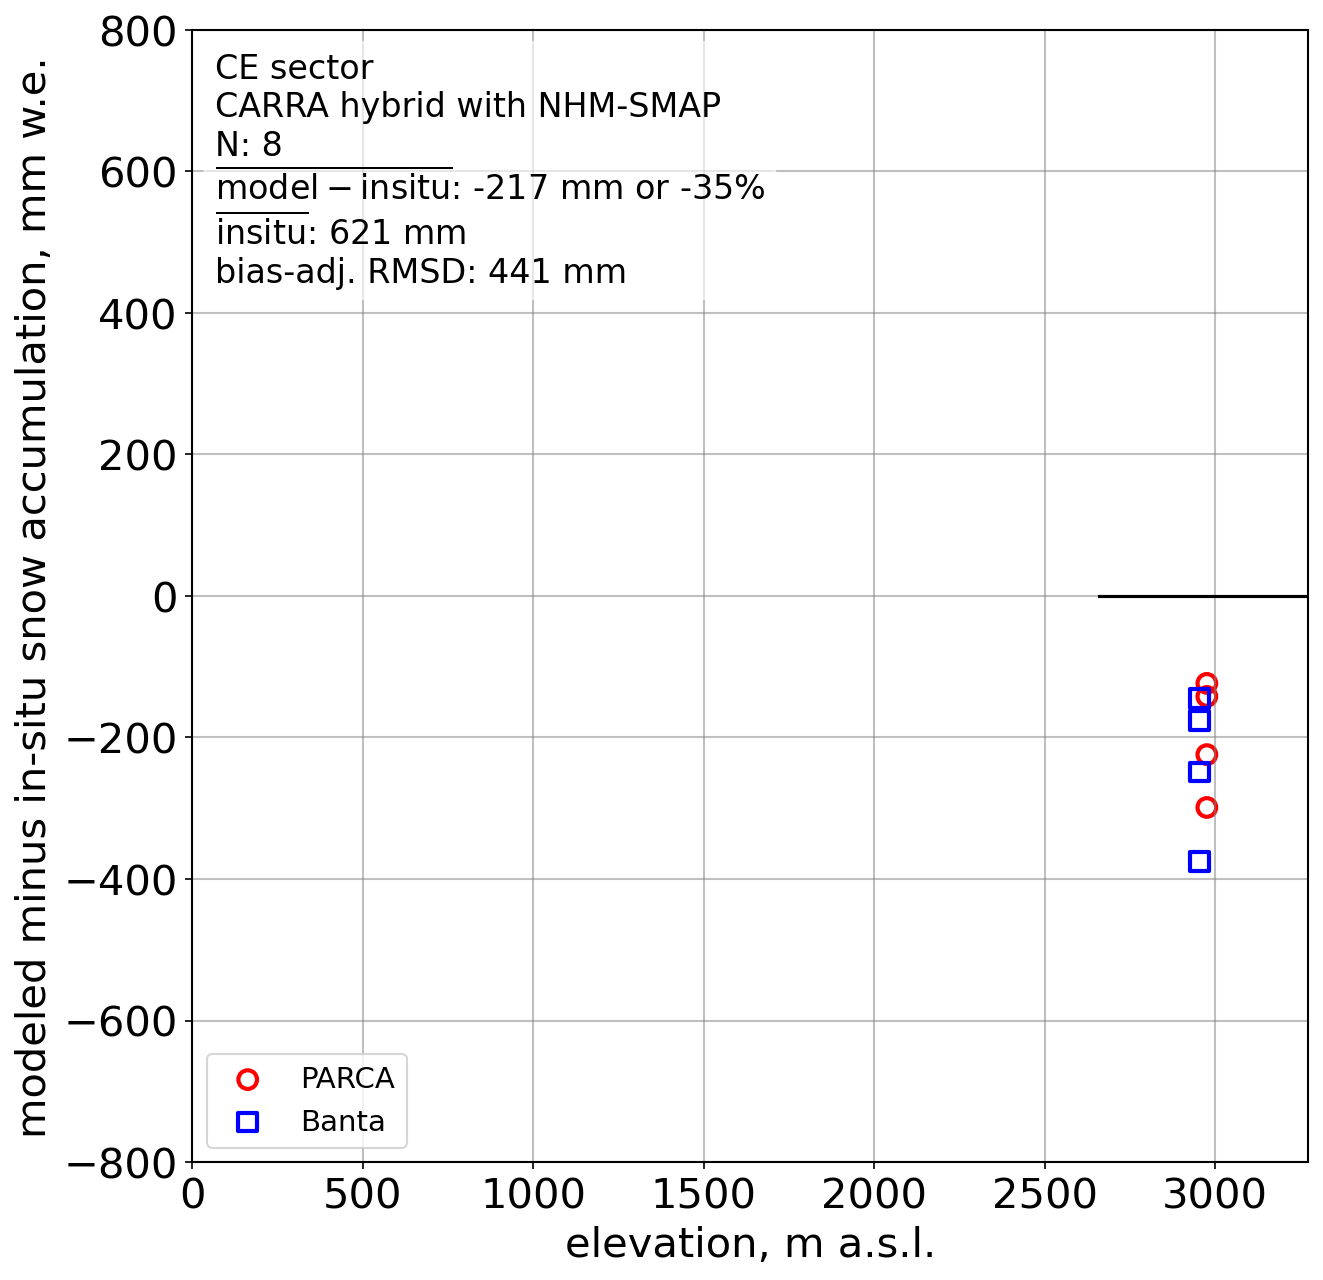 800
600
400
200
0
−200
−400
−600
−800
modeled minus in-situ snow accumulation, mm w.e.
CE sector
CARRA hybrid with NHM-SMAP
N: 8
model − insitu: -217 mm or -35%
insitu: 621 mm
bias-adj. RMSD: 441 mm
PARCA
Banta
0 500 1000 1500 2000 2500 3000
elevation, m a.s.l.